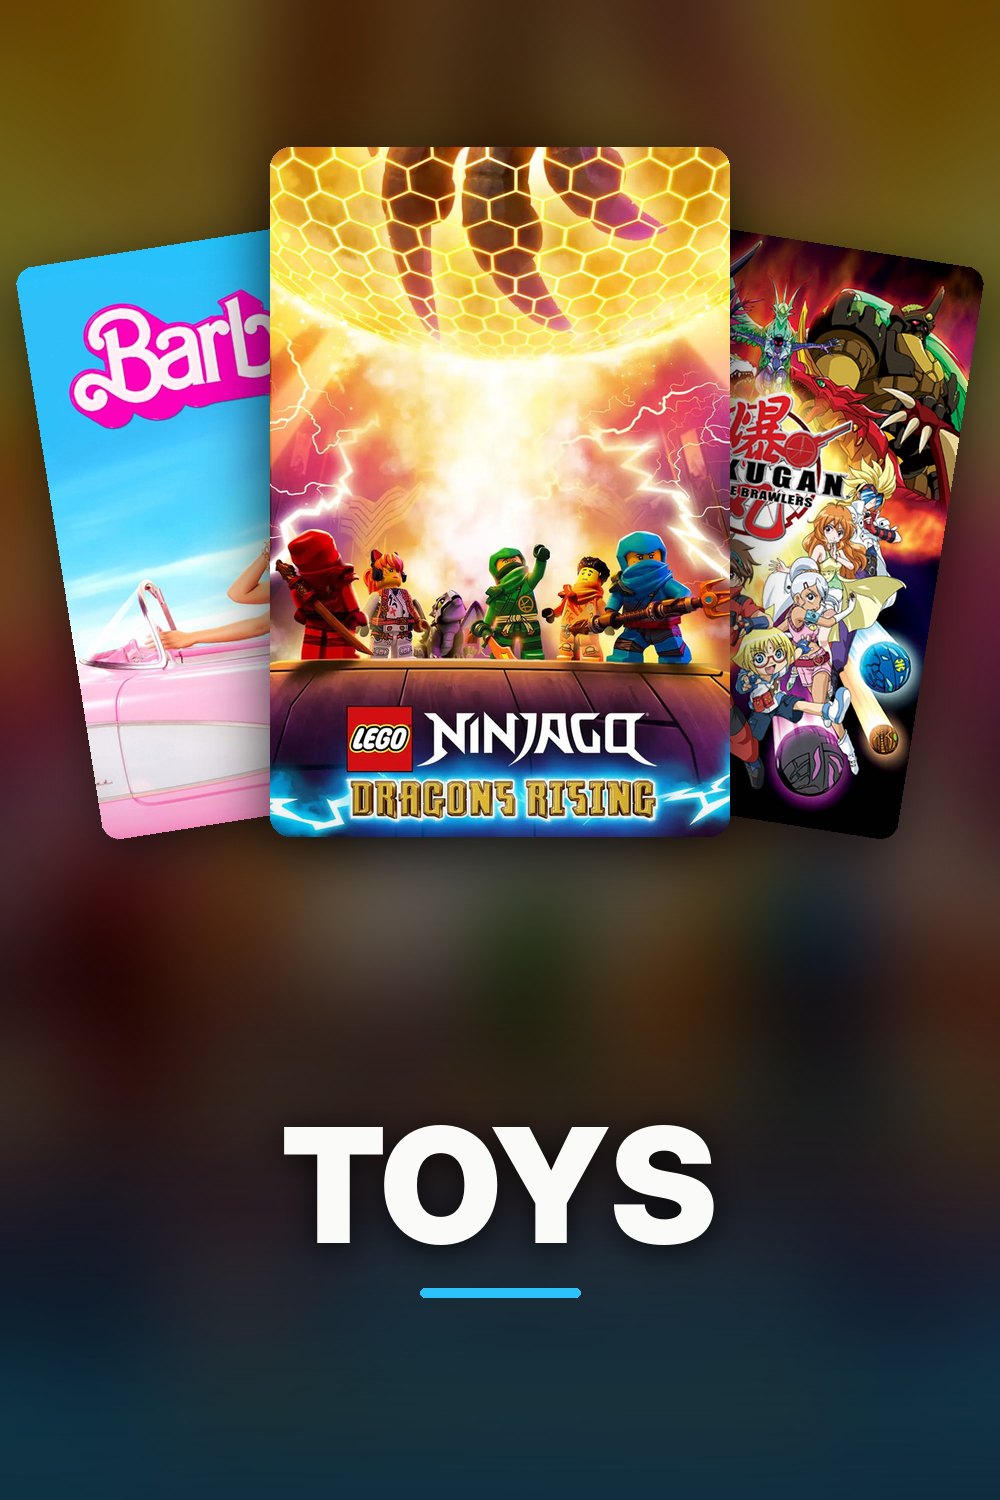 Barb
爆
KUGAN
E BRAWLERS
LEGO NINJAGO
DRAGONS RISING
TOYS